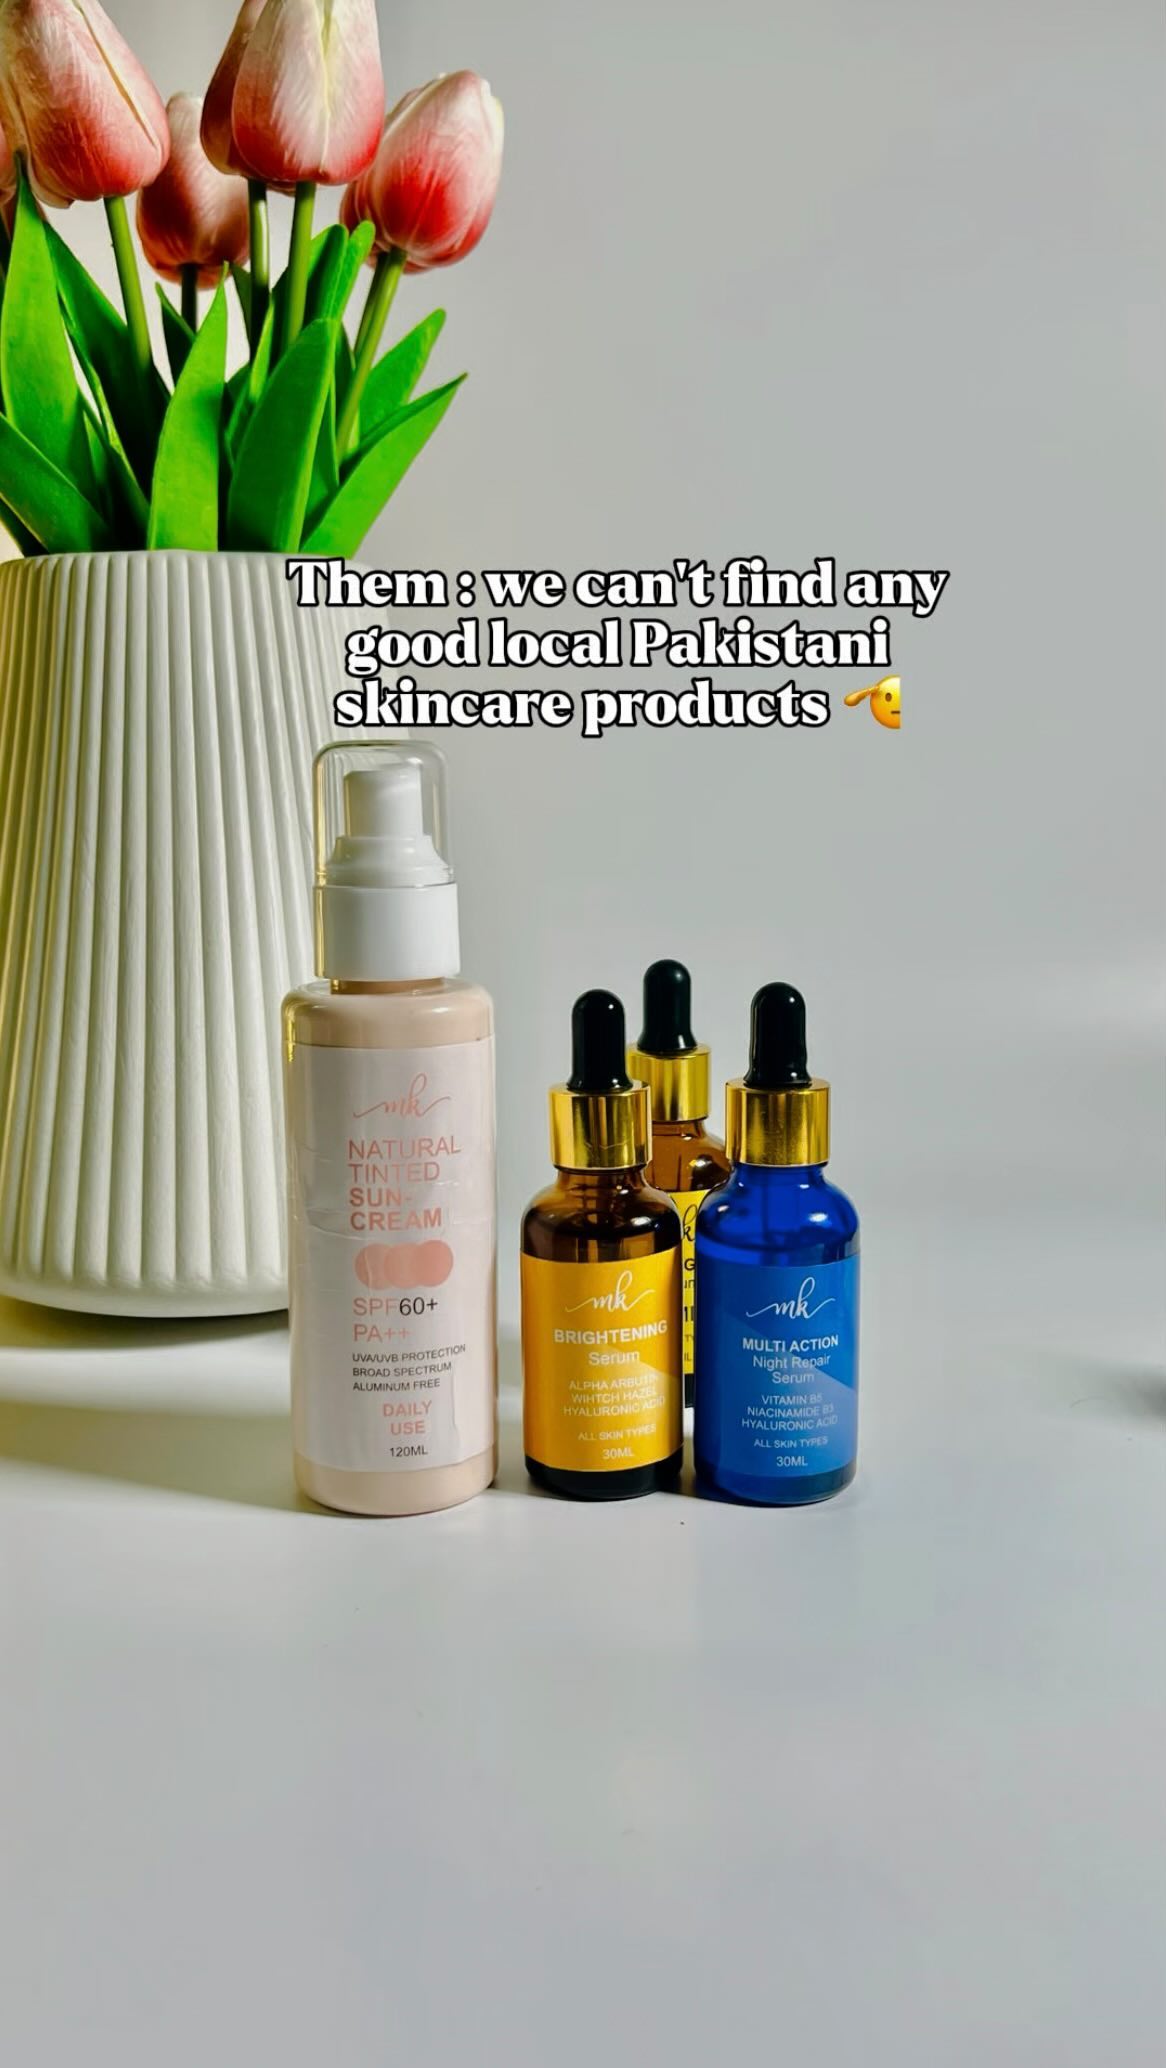 Them : we can't find any
good local Pakistani
skincare products 🫡
mk
NATURAL
TINTED
SUN-
CREAM
SPF60+
PA++
UVA/UVB PROTECTION
BROAD SPECTRUM
ALUMINUM FREE
DAILY
USE
120ML
mk
BRIGHTENING
Serum
ALPHA ARBUTIN
WIHTCH HAZEL
HYALURONIC ACID
ALL SKIN TYPES
30ML
mk
MULTI ACTION
Night Repair
Serum
VITAMIN B5
NIACINAMIDE B3
HYALURONIC ACID
ALL SKIN TYPES
30ML